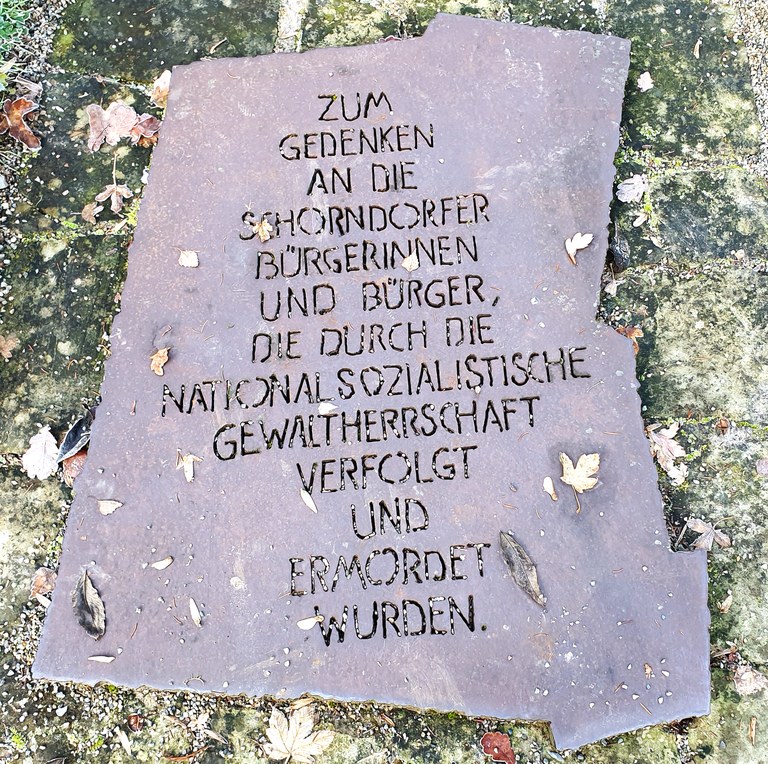 ZUM
GEDENKEN
AN DIE
SCHORNDORFER
BÜRGERINNEN
UND BÜRGER,
DIE DURCH DIE
NATIONALSOZIALISTISCHE
GEWALTHERRSCHAFT
VERFOLGT
UND
ERMORDET
WURDEN.